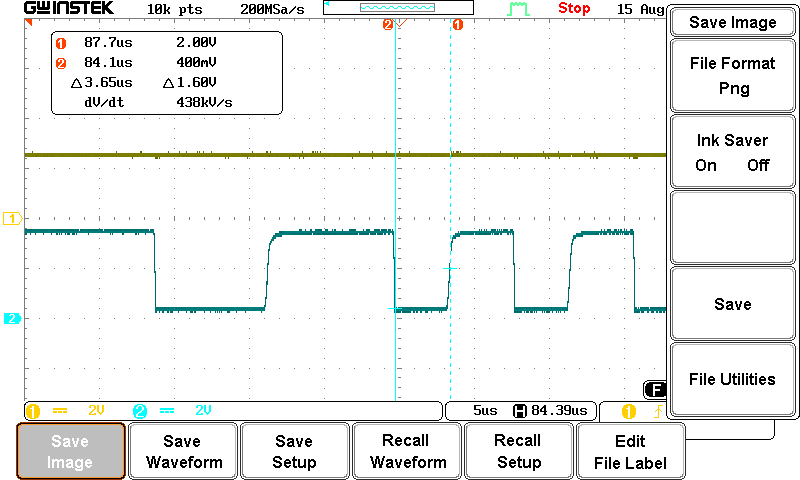 GWINSTEK 10k pts 200MSa/s Stop 15 Aug
2 1
1 87.7us 2.00V
2 84.1us 400mV
△3.65us △1.60V
dV/dt 438kV/s
1
2
F
1 2V 2 2V 5us H 84.39us 1
Save Image
File Format
Png
Ink Saver
On Off
Save
File Utilities
Save
Image
Save
Waveform
Save
Setup
Recall
Waveform
Recall
Setup
Edit
File Label